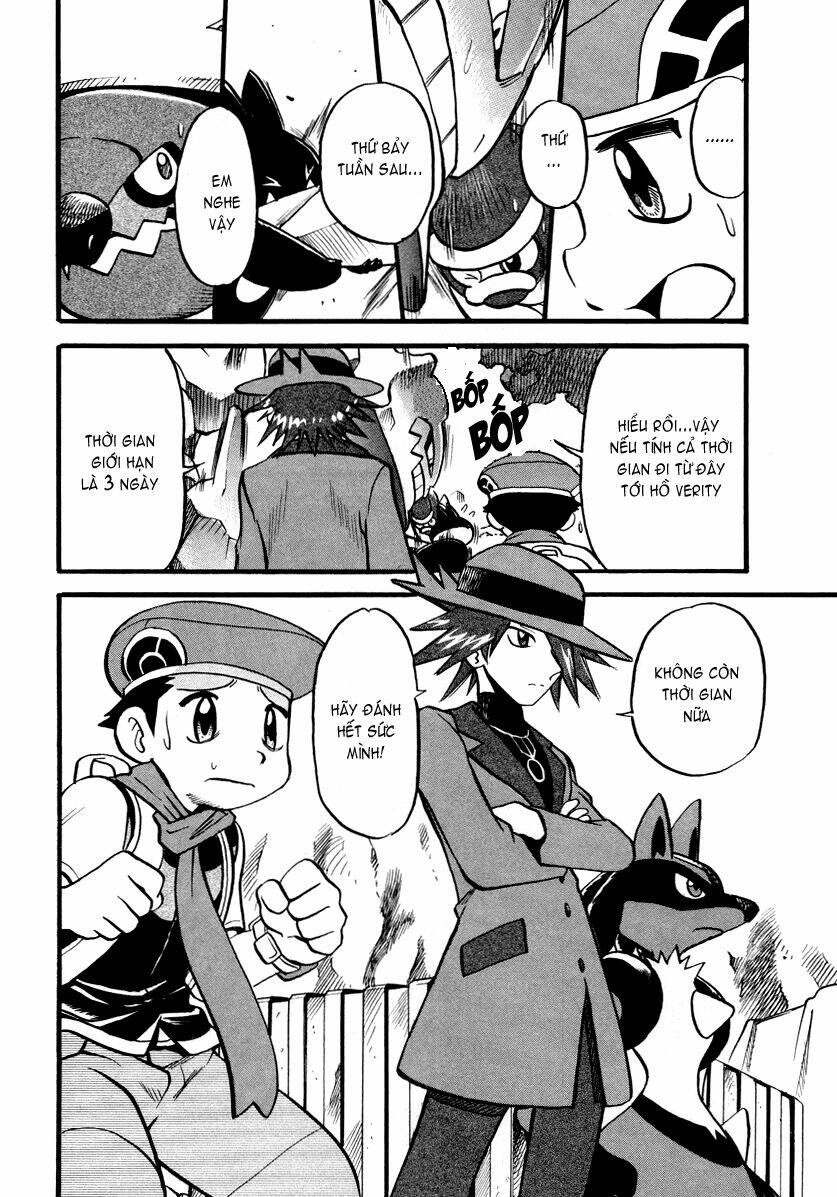 ......
THỨ
...
THỨ BẢY
TUẦN SAU...
EM
NGHE
VẬY
HIỂU RỒI...VẬY
NẾU TÍNH CẢ THỜI
GIAN ĐI TỪ ĐÂY
TỚI HỒ VERITY
BỐP
BỐP
THỜI GIAN
GIỚI HẠN
LÀ 3 NGÀY
KHÔNG CÒN
THỜI GIAN
NỮA
HÃY ĐÁNH
HẾT SỨC
MÌNH!